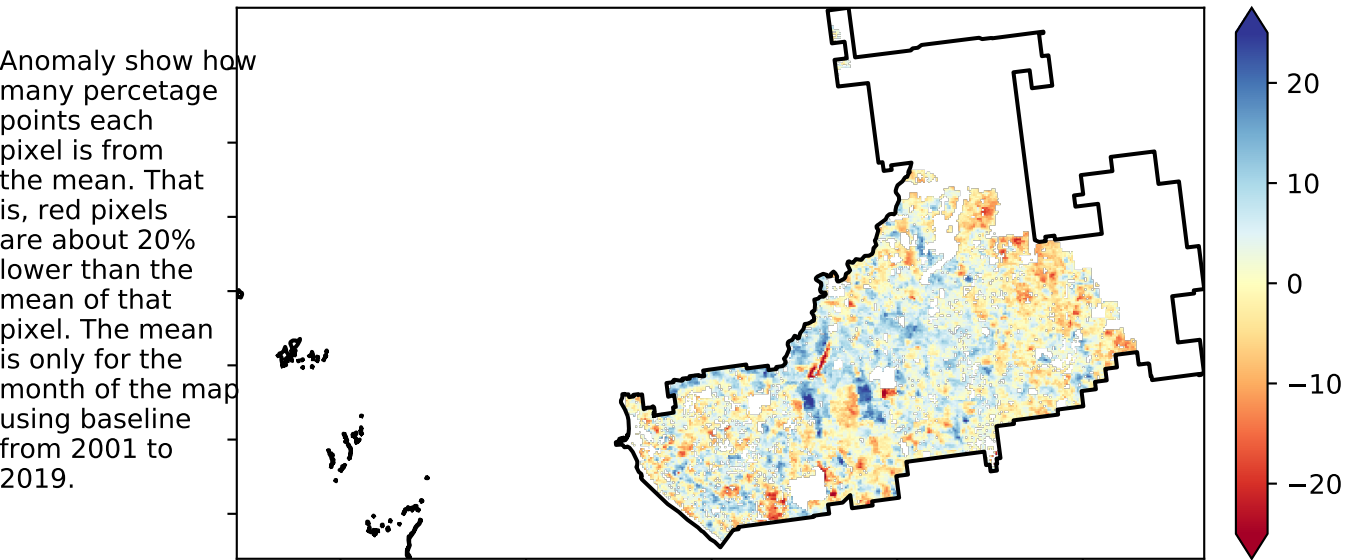 Anomaly show how
many percetage
points each
pixel is from
the mean. That
is, red pixels
are about 20%
lower than the
mean of that
pixel. The mean
is only for the
month of the map
using baseline
from 2001 to
2019.
20
10
0
−10
−20